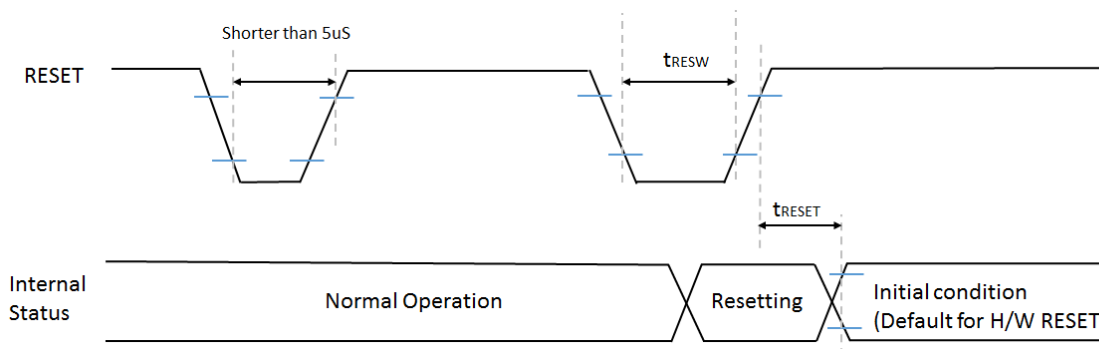 Shorter than 5uS
RESET
tRESW
tRESET
Internal
Status
Normal Operation
Resetting
Initial condition
(Default for H/W RESET